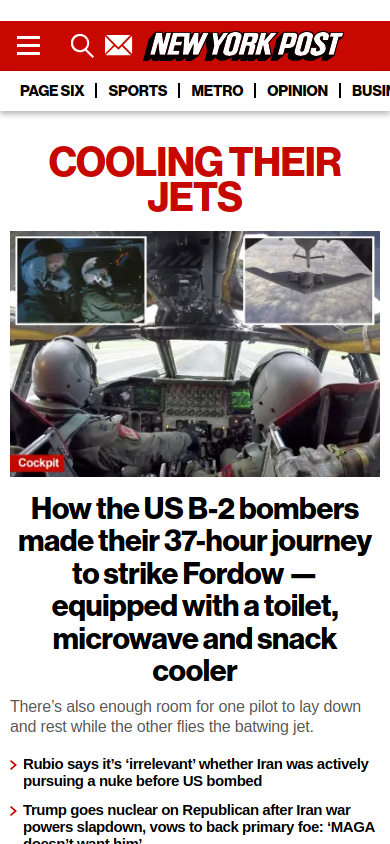 NEW YORK POST
PAGE SIX
SPORTS
METRO
OPINION
BUSIN
COOLING THEIR
JETS
Cockpit
How the US B-2 bombers
made their 37-hour journey
to strike Fordow —
equipped with a toilet,
microwave and snack
cooler
There’s also enough room for one pilot to lay down
and rest while the other flies the batwing jet.
Rubio says it’s ‘irrelevant’ whether Iran was actively
pursuing a nuke before US bombed
Trump goes nuclear on Republican after Iran war
powers slapdown, vows to back primary foe: ‘MAGA
doesn’t want him’